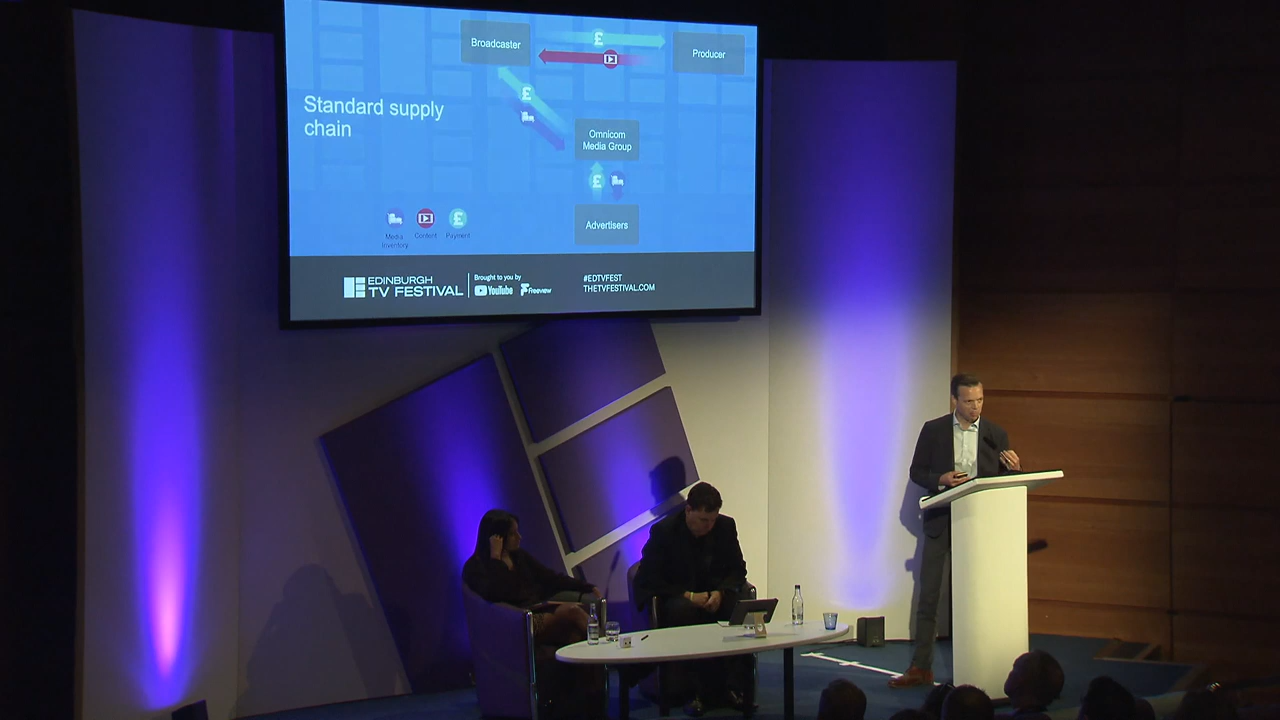 Broadcaster
£
Producer
£
Standard supply
chain
Omnicom
Media Group
£
£
Advertisers
Media
Inventory
Content
Payment
EDINBURGH
TV FESTIVAL
Brought to you by
YouTube
Freeview
#EDTVFEST
THETVFESTIVAL.COM